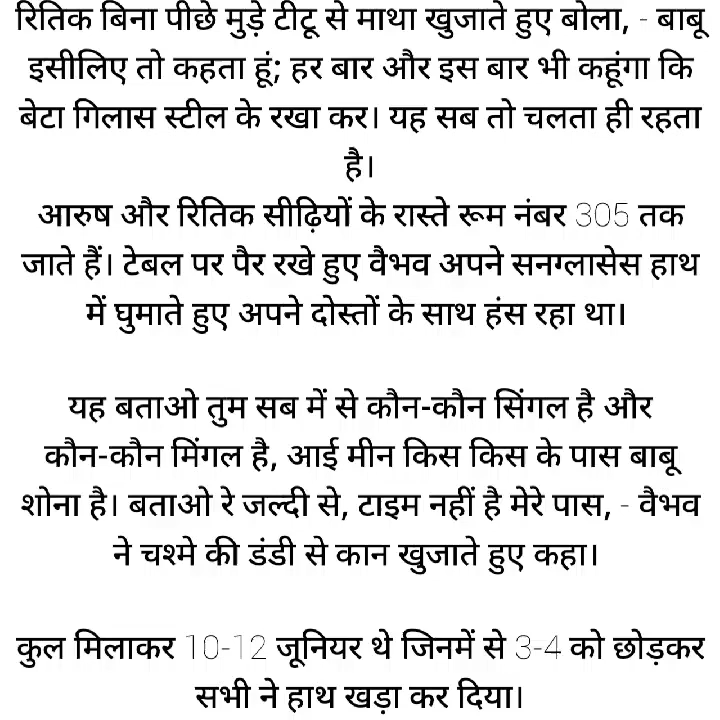 रितिक बिना पीछे मुड़े टीटू से माथा खुजाते हुए बोला, - बाबू
इसीलिए तो कहता हूं; हर बार और इस बार भी कहूंगा कि
बेटा गिलास स्टील के रखा कर। यह सब तो चलता ही रहता
है।
आरुष और रितिक सीढ़ियों के रास्ते रूम नंबर 305 तक
जाते हैं। टेबल पर पैर रखे हुए वैभव अपने सनग्लासेस हाथ
में घुमाते हुए अपने दोस्तों के साथ हंस रहा था।
यह बताओ तुम सब में से कौन-कौन सिंगल है और
कौन-कौन मिंगल है, आई मीन किस किस के पास बाबू
शोना है। बताओ रे जल्दी से, टाइम नहीं है मेरे पास, - वैभव
ने चश्मे की डंडी से कान खुजाते हुए कहा।
कुल मिलाकर 10-12 जूनियर थे जिनमें से 3-4 को छोड़कर
सभी ने हाथ खड़ा कर दिया।